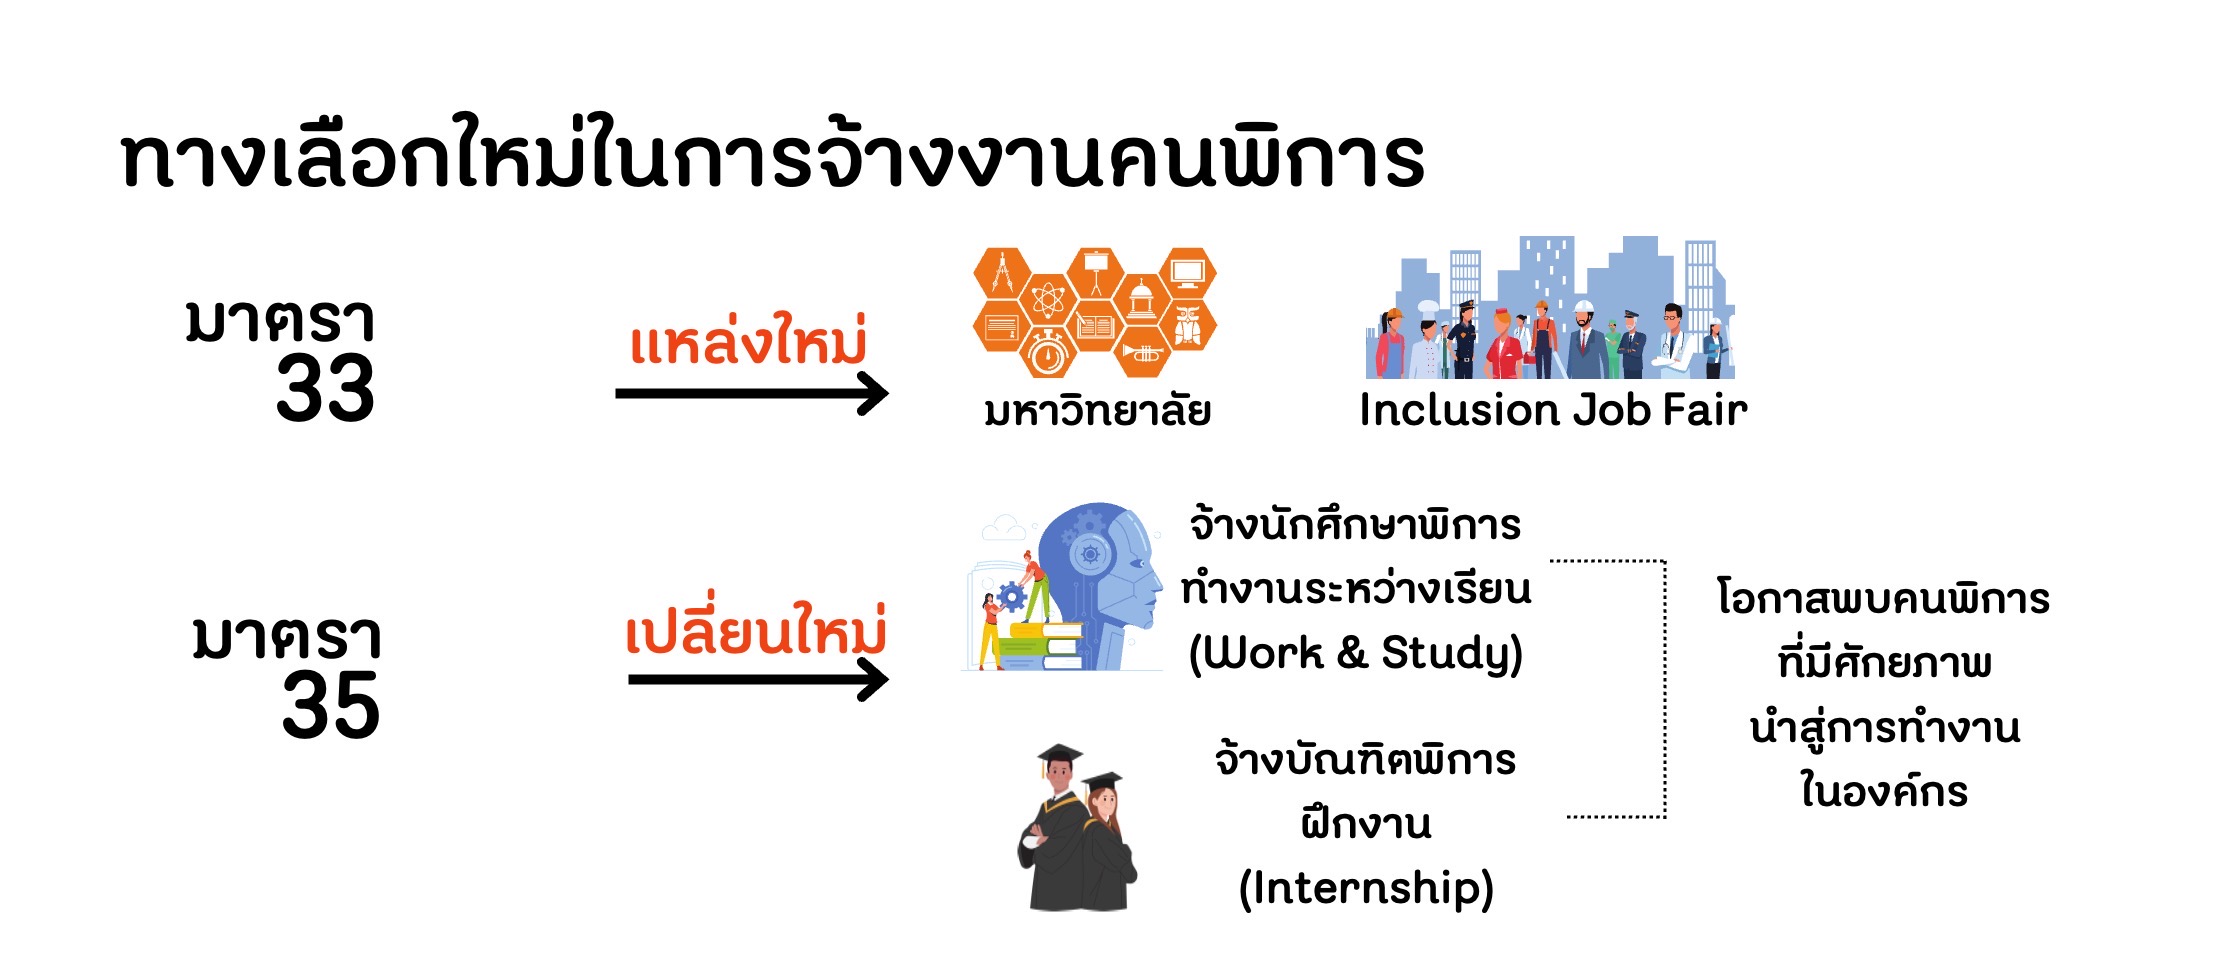 ทางเลือกใหม่ในการจ้างงานคนพิการ
มาตรา
33
แหล่งใหม่
มหาวิทยาลัย
Inclusion Job Fair
มาตรา
35
เปลี่ยนใหม่
จ้างนักศึกษาพิการ
ทำงานระหว่างเรียน
(Work & Study)
จ้างบัณฑิตพิการ
ฝึกงาน
(Internship)
โอกาสพบคนพิการ
ที่มีศักยภาพ
นำสู่การทำงาน
ในองค์กร